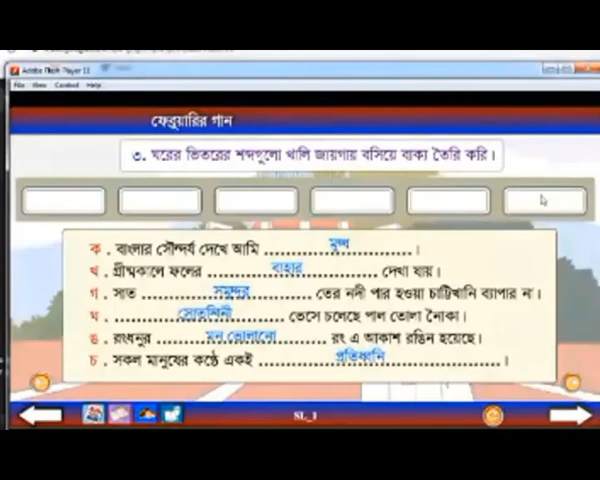 Adobe Flash Player 11
File View Control Help
ফেব্রুয়ারির গান
৩. ঘরের ভিতরের শব্দগুলো খালি জায়গায় বসিয়ে বাক্য তৈরি করি।
ক . বাংলার সৌন্দর্য দেখে আমি ..........মুগ্ধ.......... ।
খ . গ্রীষ্মকালে ফলের ..........বাহার.......... দেখা যায়।
গ . সাত ..........সমুদ্দুর.......... তের নদী পার হওয়া চাট্টিখানি ব্যাপার না।
ঘ . ..........স্রোতস্বিনী.......... ভেসে চলেছে পাল তোলা নৌকা।
ঙ . রংধনুর ..........মন ভোলানো.......... রং এ আকাশ রঙিন হয়েছে।
চ . সকল মানুষের কণ্ঠে একই ..........প্রতিধ্বনি.......... ।
SL_1